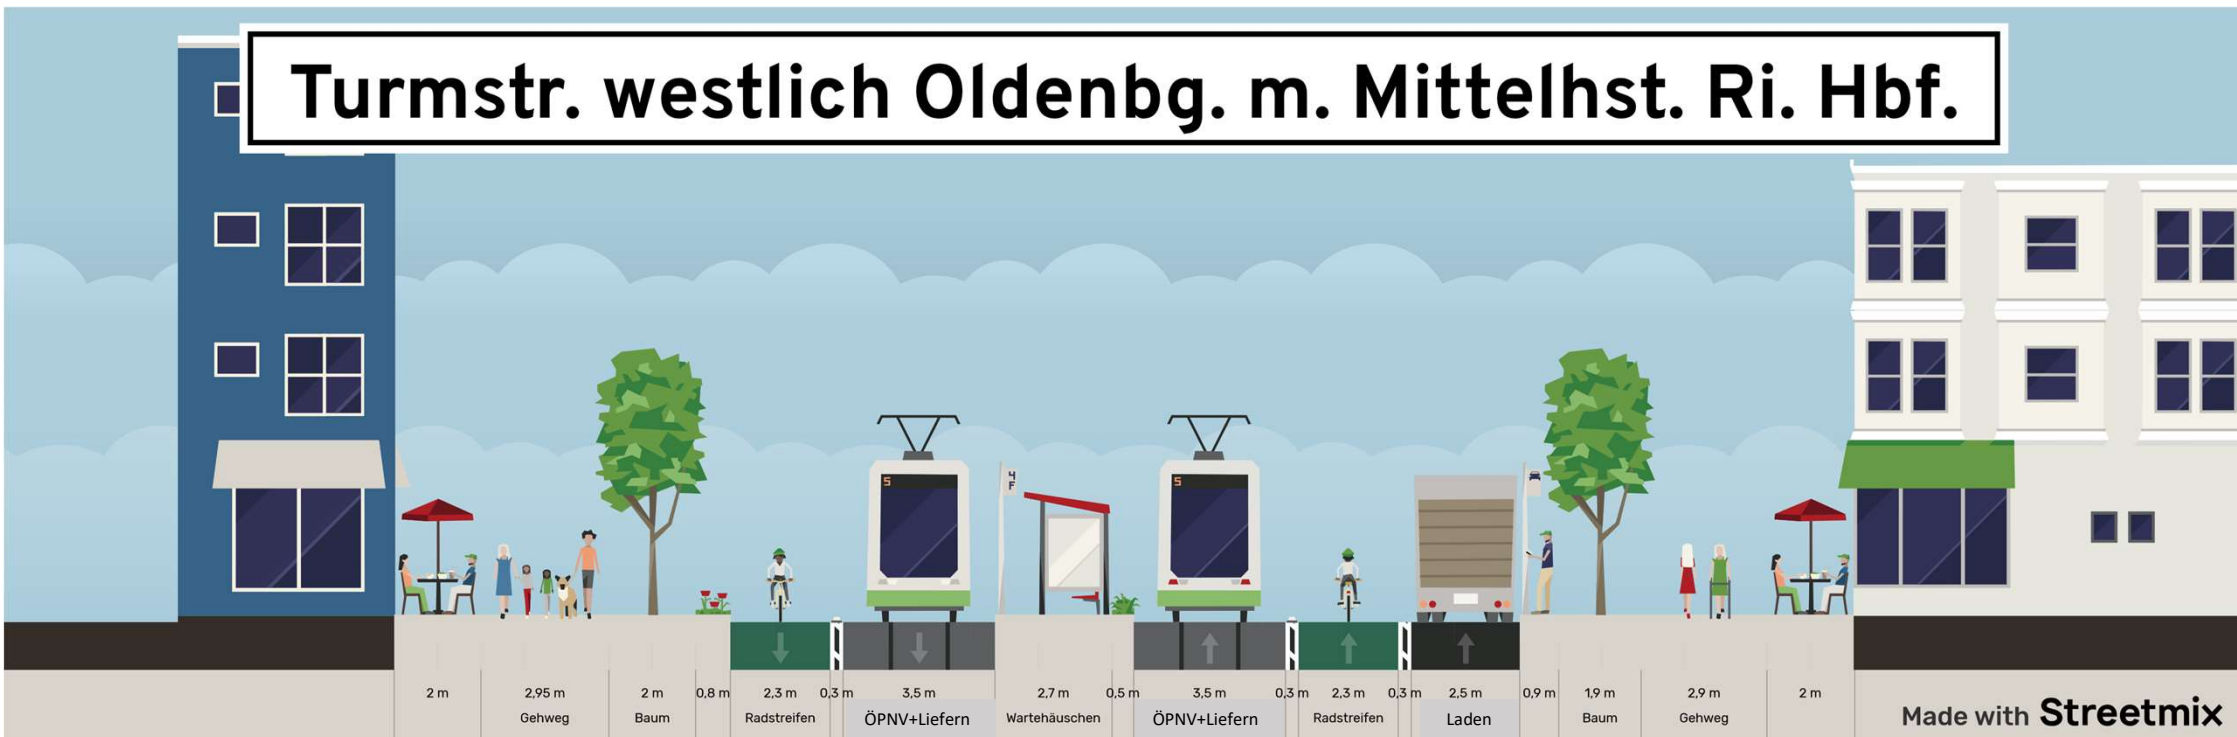 Turmstr. westlich Oldenbg. m. Mittelhst. Ri. Hbf.
5
H
F
5
2 m
2,95 m
2 m
0,8 m
2,3 m
0,3 m
3,5 m
2,7 m
0,5 m
3,5 m
0,3 m
2,3 m
0,3 m
2,5 m
0,9 m
1,9 m
2,9 m
2 m
Gehweg
Baum
Radstreifen
ÖPNV+Liefern
Wartehäuschen
ÖPNV+Liefern
Radstreifen
Laden
Baum
Gehweg
Made with Streetmix